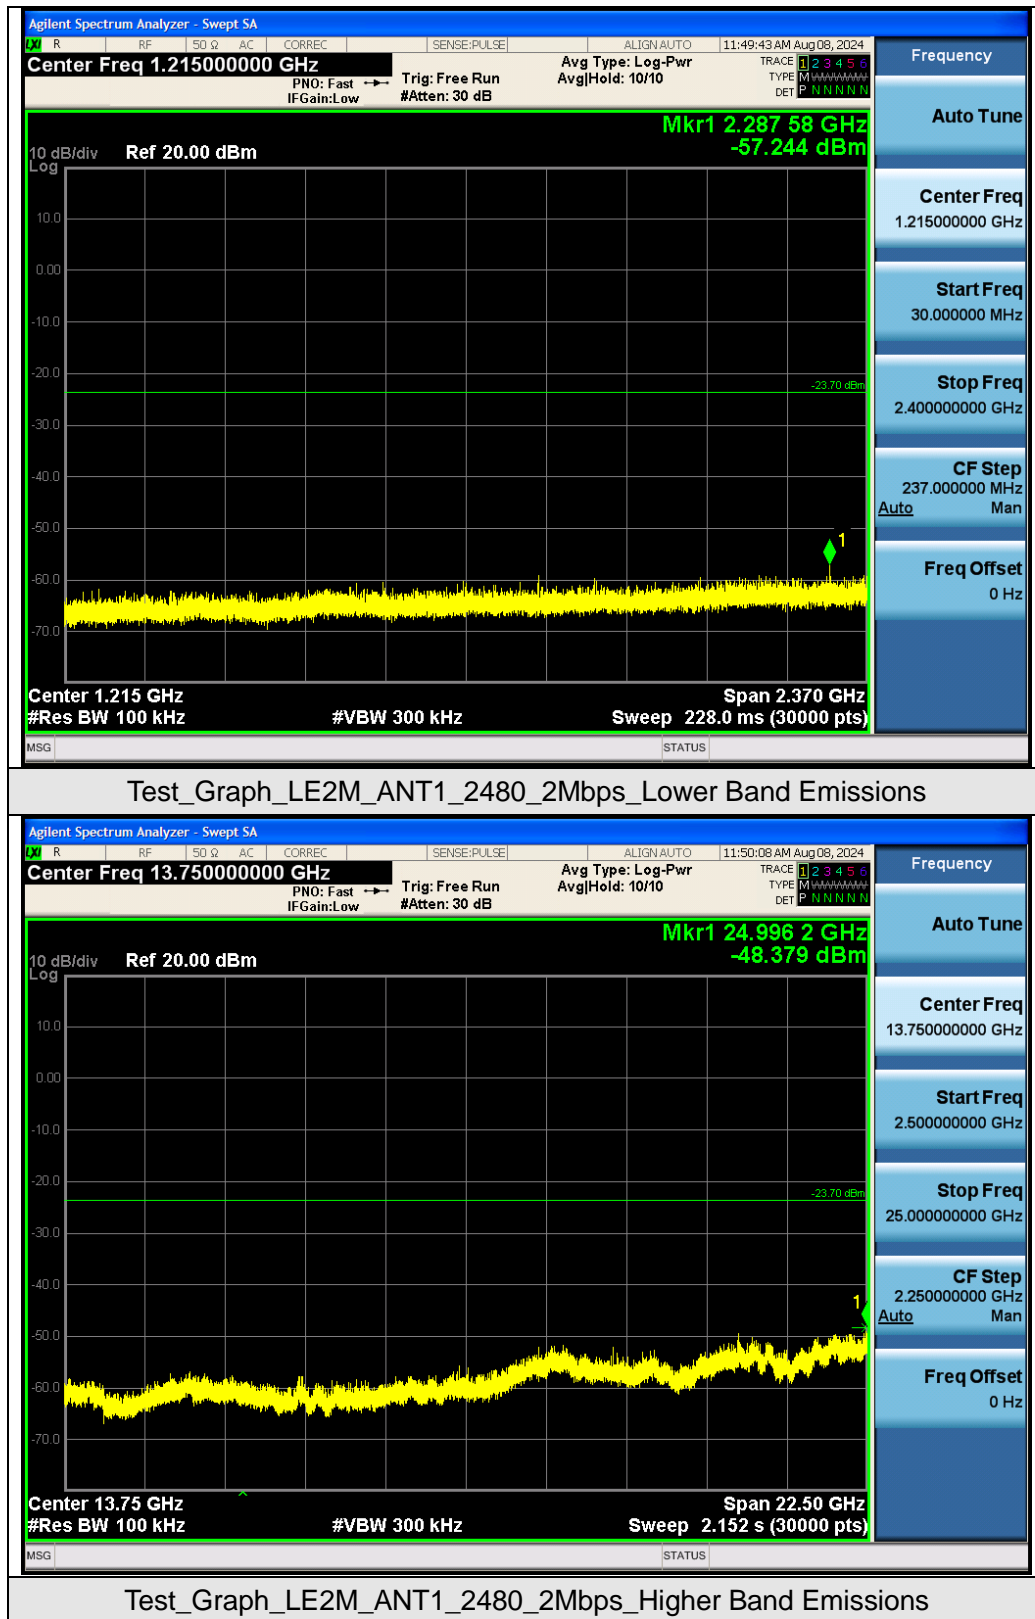 Agilent Spectrum Analyzer - Swept SA
LXI R RF 50 Ω AC CORREC SENSE:PULSE ALIGN AUTO 11:49:43 AM Aug 08, 2024
Center Freq 1.215000000 GHz
PNO: Fast
IFGain:Low
Trig: Free Run
#Atten: 30 dB
Avg Type: Log-Pwr
Avg|Hold: 10/10
TRACE 1 2 3 4 5 6
TYPE M
DET P N N N N N
Mkr1 2.287 58 GHz
-57.244 dBm
10 dB/div Ref 20.00 dBm
Log
10.0
0.00
-10.0
-20.0
-23.70 dBm
-30.0
-40.0
-50.0
1
-60.0
-70.0
Center 1.215 GHz Span 2.370 GHz
#Res BW 100 kHz #VBW 300 kHz Sweep 228.0 ms (30000 pts)
MSG STATUS
Frequency
Auto Tune
Center Freq
1.215000000 GHz
Start Freq
30.000000 MHz
Stop Freq
2.400000000 GHz
CF Step
237.000000 MHz
Auto Man
Freq Offset
0 Hz
Test_Graph_LE2M_ANT1_2480_2Mbps_Lower Band Emissions
Agilent Spectrum Analyzer - Swept SA
LXI R RF 50 Ω AC CORREC SENSE:PULSE ALIGN AUTO 11:50:08 AM Aug 08, 2024
Center Freq 13.750000000 GHz
PNO: Fast
IFGain:Low
Trig: Free Run
#Atten: 30 dB
Avg Type: Log-Pwr
Avg|Hold: 10/10
TRACE 1 2 3 4 5 6
TYPE M
DET P N N N N N
Mkr1 24.996 2 GHz
-48.379 dBm
10 dB/div Ref 20.00 dBm
Log
10.0
0.00
-10.0
-20.0
-23.70 dBm
-30.0
-40.0
1
-50.0
-60.0
-70.0
Center 13.75 GHz Span 22.50 GHz
#Res BW 100 kHz #VBW 300 kHz Sweep 2.152 s (30000 pts)
MSG STATUS
Frequency
Auto Tune
Center Freq
13.750000000 GHz
Start Freq
2.500000000 GHz
Stop Freq
25.000000000 GHz
CF Step
2.250000000 GHz
Auto Man
Freq Offset
0 Hz
Test_Graph_LE2M_ANT1_2480_2Mbps_Higher Band Emissions